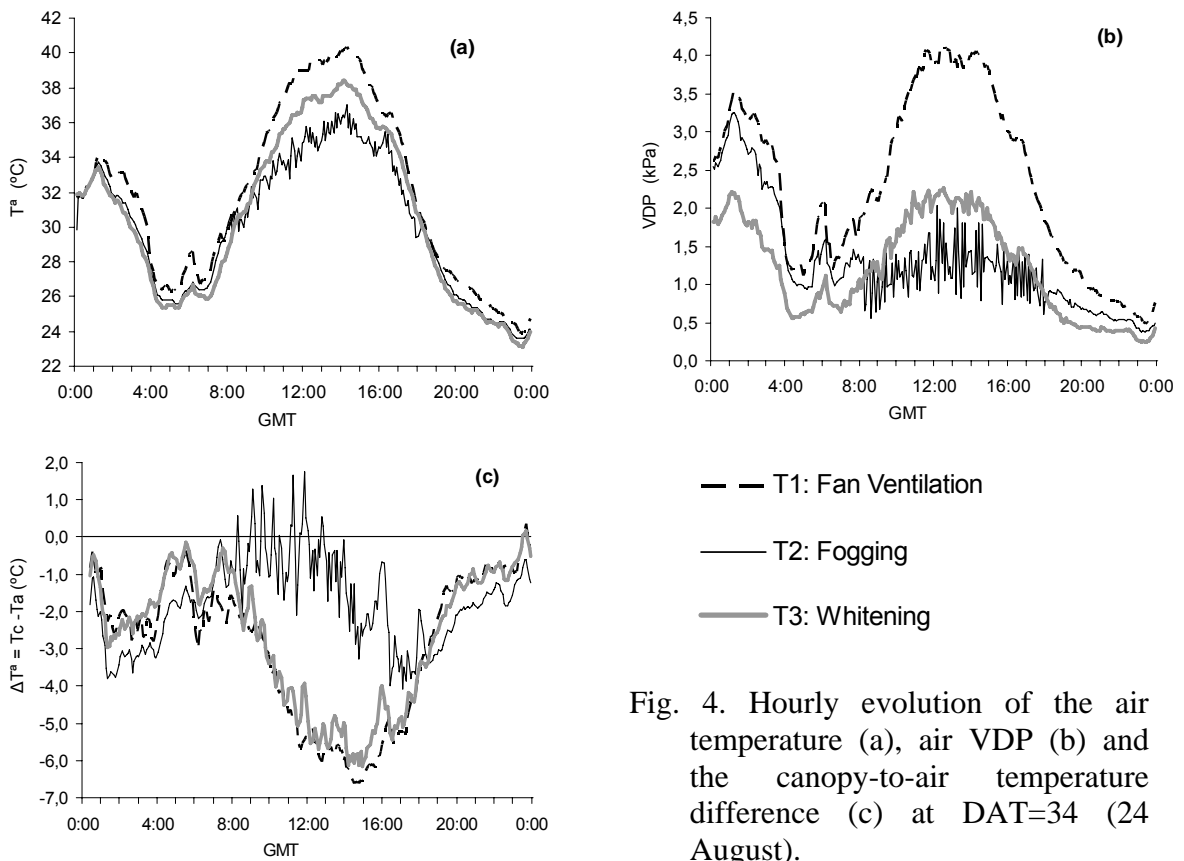 (a)
42
40
38
36
34
32
30
28
26
24
22
Tª (ºC)
0:00 4:00 8:00 12:00 16:00 20:00 0:00
GMT
(b)
4,5
4,0
3,5
3,0
2,5
2,0
1,5
1,0
0,5
0,0
VDP (kPa)
0:00 4:00 8:00 12:00 16:00 20:00 0:00
GMT
(c)
2,0
1,0
0,0
-1,0
-2,0
-3,0
-4,0
-5,0
-6,0
-7,0
ΔTª = Tc -Ta (ºC)
0:00 4:00 8:00 12:00 16:00 20:00 0:00
GMT
T1: Fan Ventilation
T2: Fogging
T3: Whitening
Fig. 4. Hourly evolution of the air
temperature (a), air VDP (b) and
the canopy-to-air temperature
difference (c) at DAT=34 (24
August).